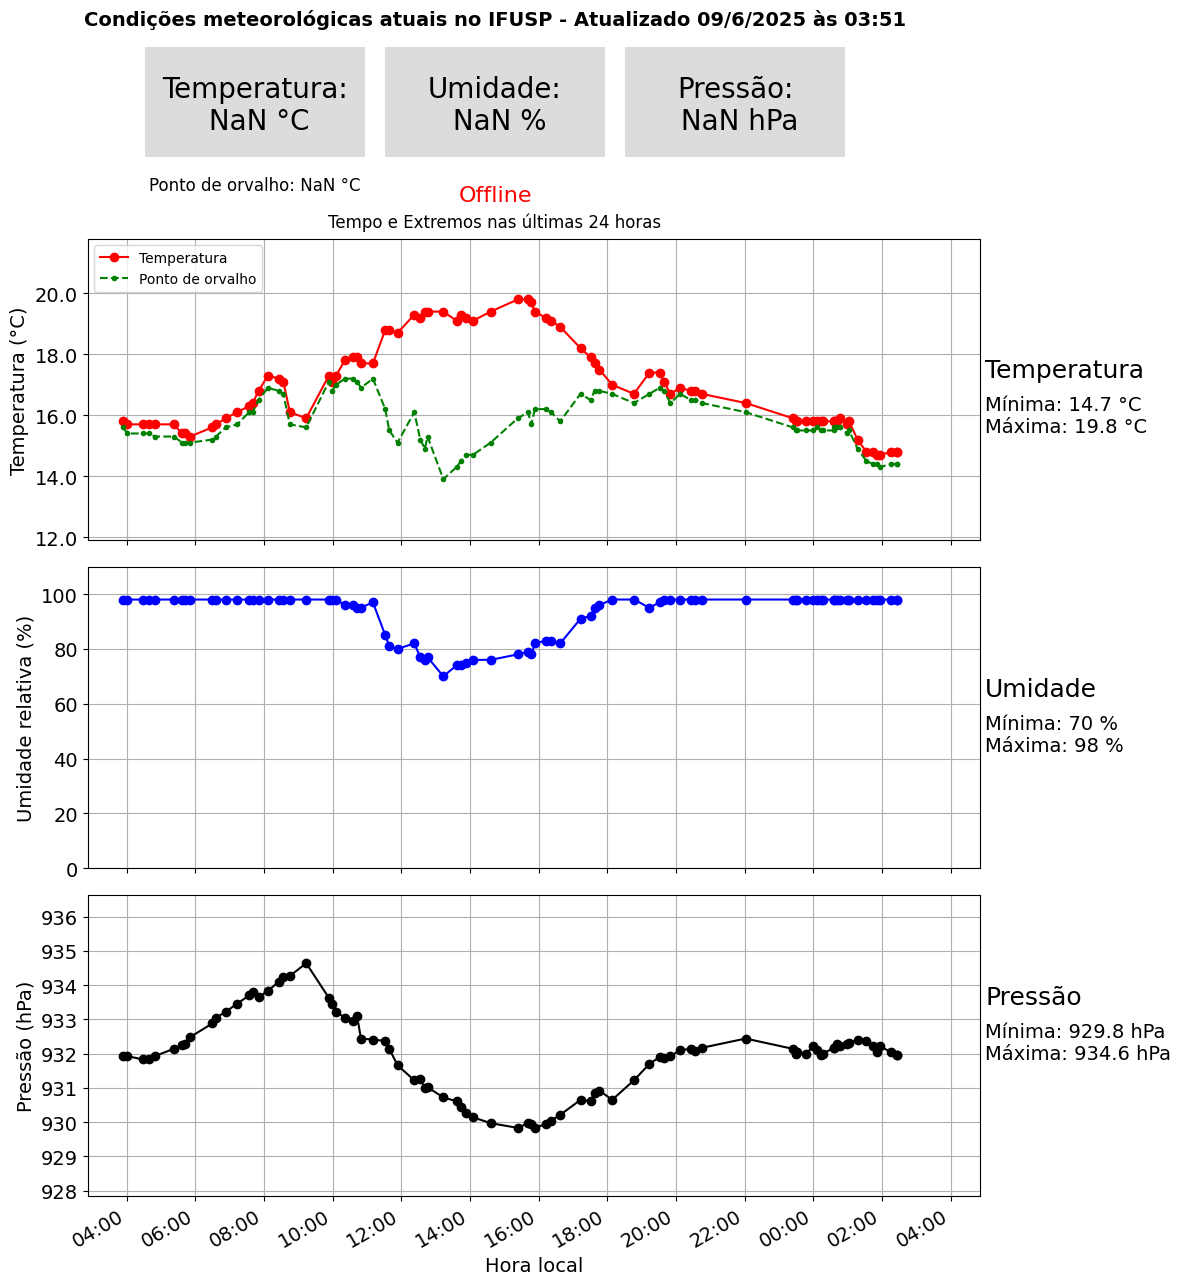 Condições meteorológicas atuais no IFUSP - Atualizado 09/6/2025 às 03:51
Temperatura:
NaN °C
Umidade:
NaN %
Pressão:
NaN hPa
Ponto de orvalho: NaN °C
Offline
Tempo e Extremos nas últimas 24 horas
Temperatura
Ponto de orvalho
Temperatura (°C)
20.0
18.0
16.0
14.0
12.0
Temperatura
Mínima: 14.7 °C
Máxima: 19.8 °C
Umidade relativa (%)
100
80
60
40
20
0
Umidade
Mínima: 70 %
Máxima: 98 %
Pressão (hPa)
936
935
934
933
932
931
930
929
928
Pressão
Mínima: 929.8 hPa
Máxima: 934.6 hPa
04:00
06:00
08:00
10:00
12:00
14:00
16:00
18:00
20:00
22:00
00:00
02:00
04:00
Hora local